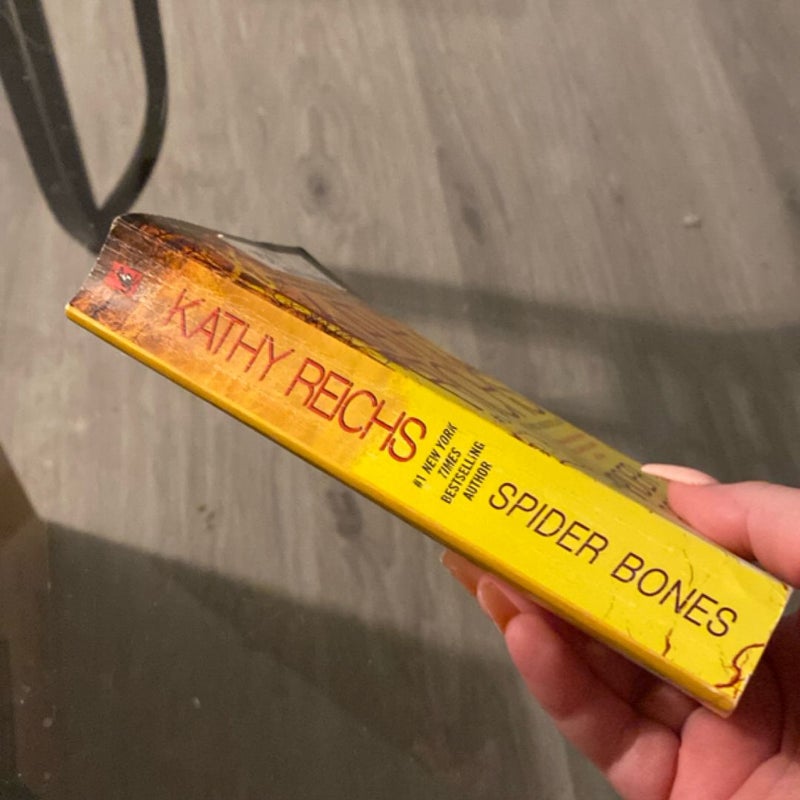 KATHY REICHS
#1 NEW YORK
TIMES
BESTSELLING
AUTHOR
SPIDER BONES